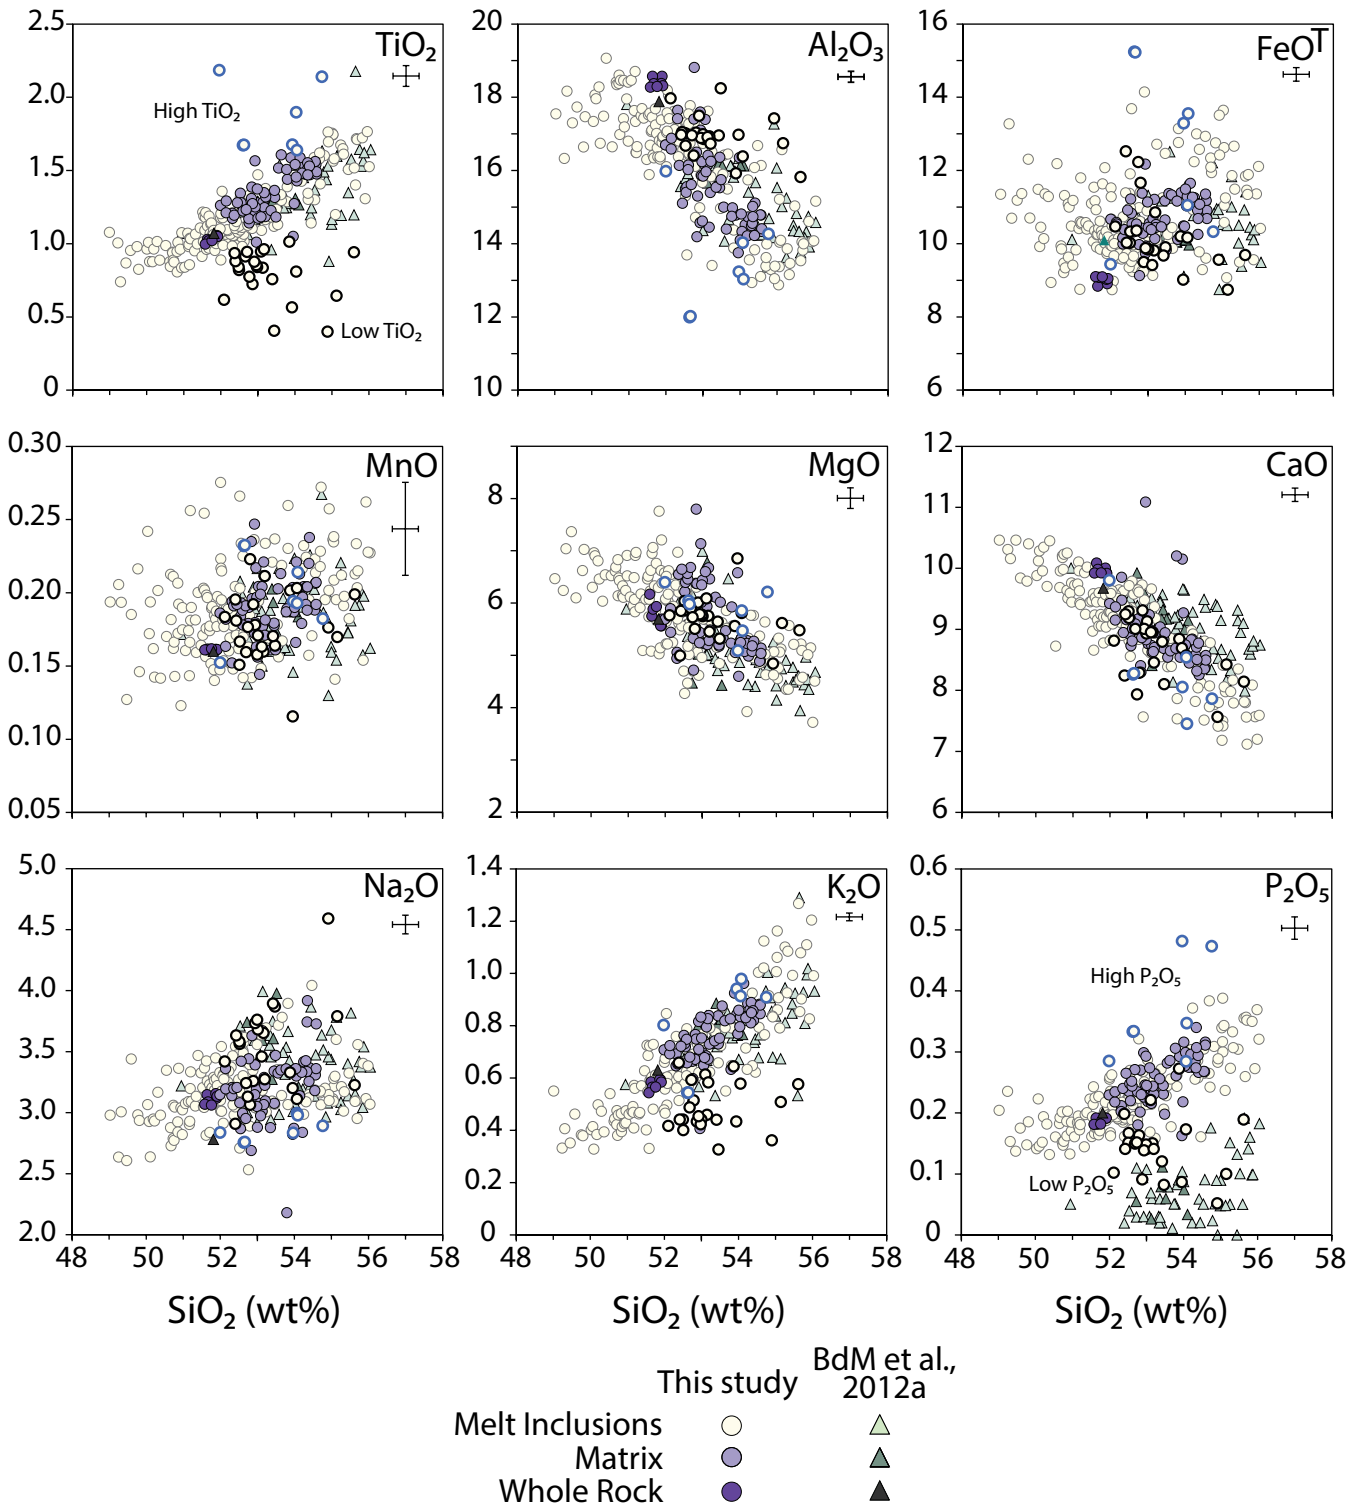 2.5
2.0
1.5
1.0
0.5
0
TiO₂
High TiO₂
Low TiO₂
20
18
16
14
12
10
Al₂O₃
16
14
12
10
8
6
FeOᵀ
0.30
0.25
0.20
0.15
0.10
0.05
MnO
8
6
4
2
MgO
12
11
10
9
8
7
6
CaO
5.0
4.5
4.0
3.5
3.0
2.5
2.0
Na₂O
48 50 52 54 56 58
SiO₂ (wt%)
1.4
1.2
1.0
0.8
0.6
0.4
0.2
0
K₂O
48 50 52 54 56 58
SiO₂ (wt%)
0.6
0.5
0.4
0.3
0.2
0.1
0
P₂O₅
High P₂O₅
Low P₂O₅
48 50 52 54 56 58
SiO₂ (wt%)
This study
BdM et al.,
2012a
Melt Inclusions
Matrix
Whole Rock